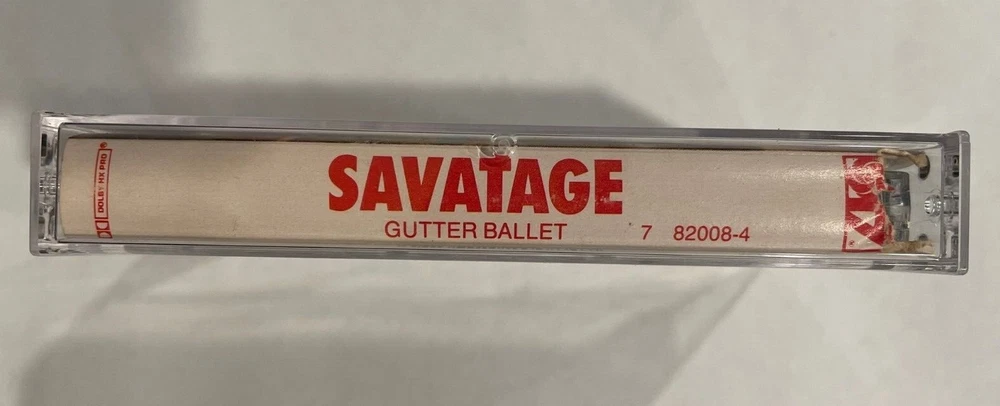 DOLBY HX PRO
SAVATAGE
GUTTER BALLET
7 82008-4